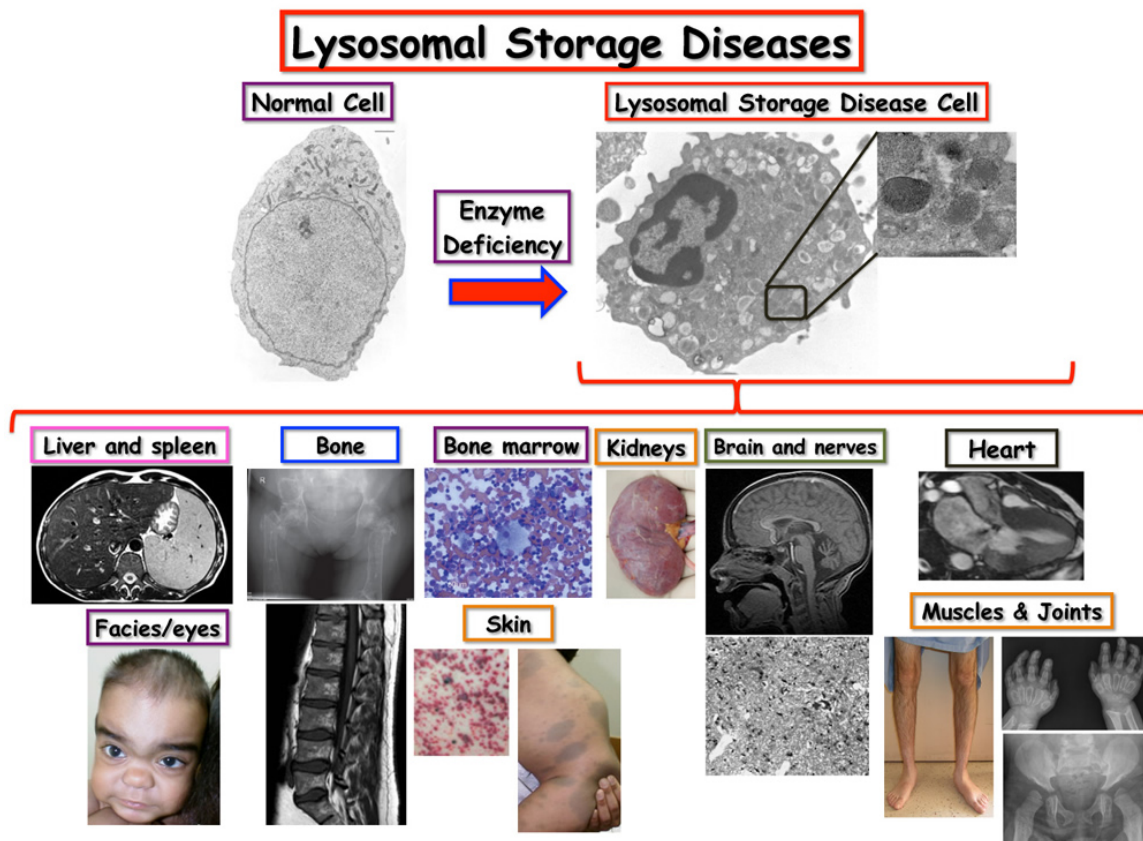 Lysosomal Storage Diseases
Normal Cell
Lysosomal Storage Disease Cell
Enzyme
Deficiency
Liver and spleen
Bone
Bone marrow
Kidneys
Brain and nerves
Heart
R
Facies/eyes
Skin
Muscles & Joints